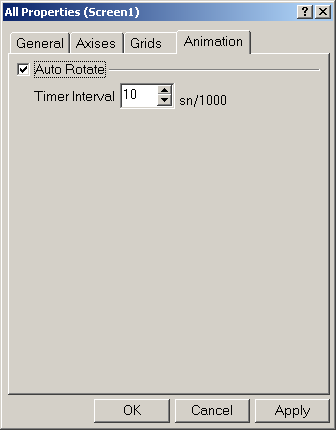 All Properties (Screen1)
General Axises Grids Animation
Auto Rotate
Timer Interval 10 sn/1000
OK Cancel Apply